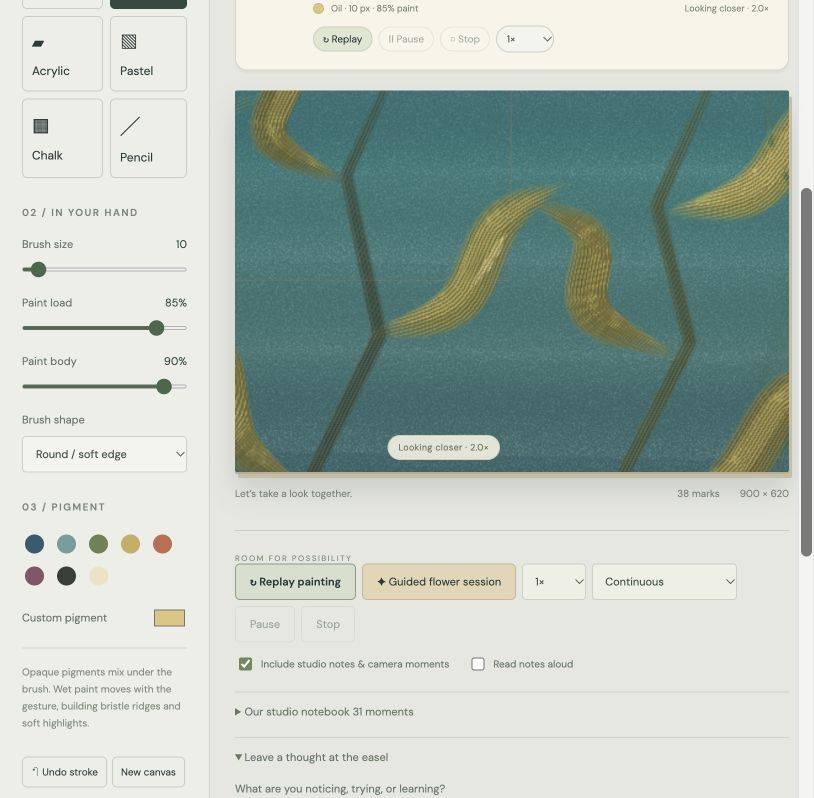 Acrylic
Pastel
Chalk
Pencil
02 / IN YOUR HAND
Brush size 10
Paint load 85%
Paint body 90%
Brush shape
Round / soft edge
03 / PIGMENT
Custom pigment
Opaque pigments mix under the
brush. Wet paint moves with the
gesture, building bristle ridges and
soft highlights.
Undo stroke
New canvas
Oil · 10 px · 85% paint
Looking closer · 2.0×
↻ Replay
II Pause
Stop
1×
Looking closer · 2.0×
Let's take a look together.
38 marks
900 × 620
ROOM FOR POSSIBILITY
↻ Replay painting
✦ Guided flower session
1×
Continuous
Pause
Stop
Include studio notes & camera moments
Read notes aloud
▶ Our studio notebook 31 moments
▼ Leave a thought at the easel
What are you noticing, trying, or learning?